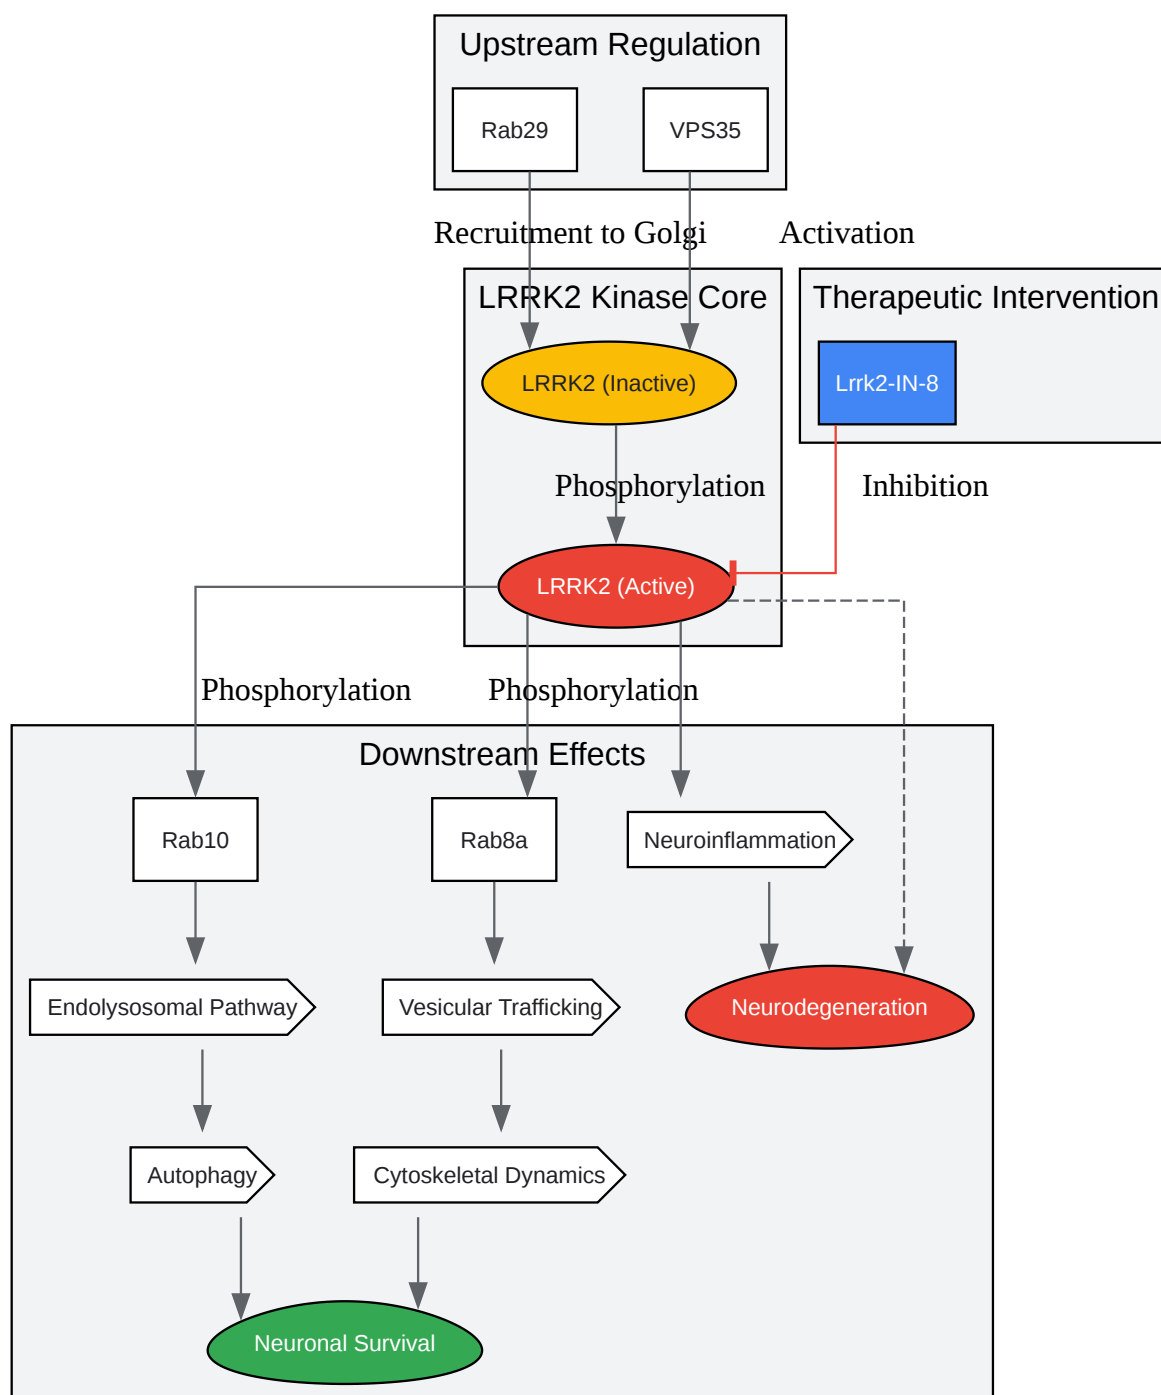 Upstream Regulation
Rab29
VPS35
Recruitment to Golgi
Activation
LRRK2 Kinase Core
Therapeutic Intervention
LRRK2 (Inactive)
Lrrk2-IN-8
Phosphorylation
Inhibition
LRRK2 (Active)
Phosphorylation
Phosphorylation
Downstream Effects
Rab10
Rab8a
Neuroinflammation
Endolysosomal Pathway
Vesicular Trafficking
Neurodegeneration
Autophagy
Cytoskeletal Dynamics
Neuronal Survival